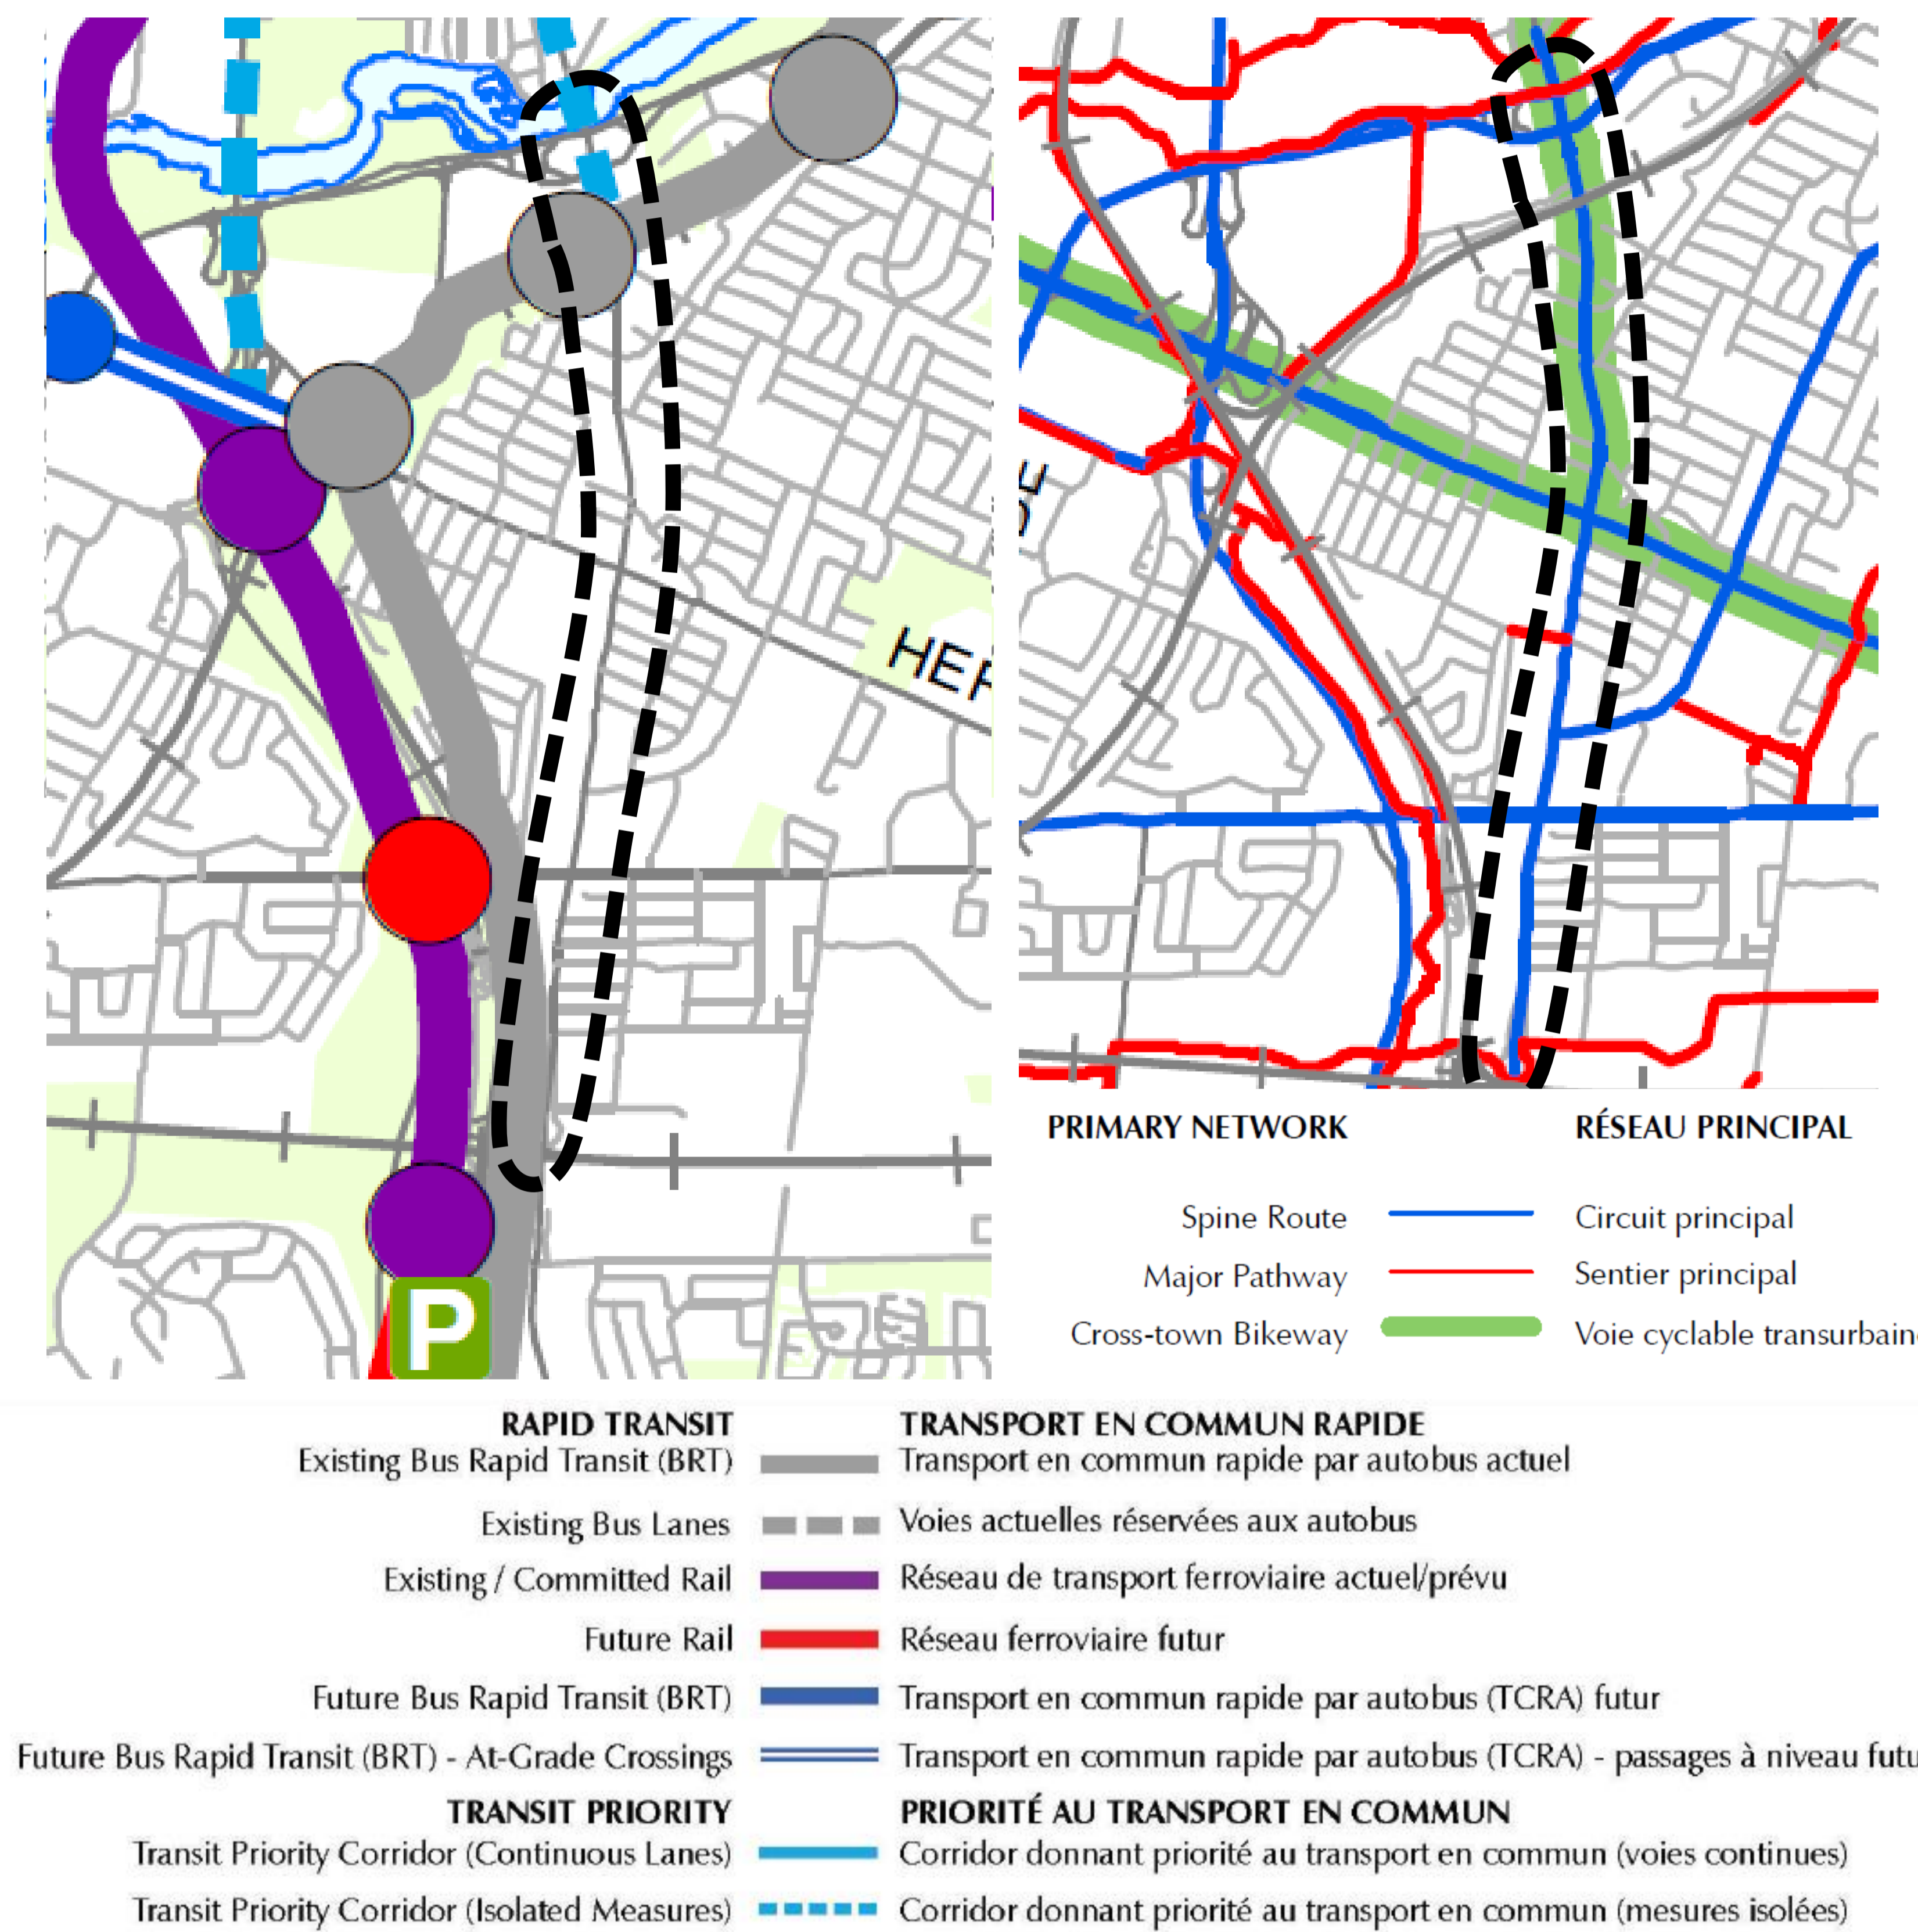 HER
P
PRIMARY NETWORK RÉSEAU PRINCIPAL
Spine Route Circuit principal
Major Pathway Sentier principal
Cross-town Bikeway Voie cyclable transurbain
RAPID TRANSIT TRANSPORT EN COMMUN RAPIDE
Existing Bus Rapid Transit (BRT) Transport en commun rapide par autobus actuel
Existing Bus Lanes Voies actuelles réservées aux autobus
Existing / Committed Rail Réseau de transport ferroviaire actuel/prévu
Future Rail Réseau ferroviaire futur
Future Bus Rapid Transit (BRT) Transport en commun rapide par autobus (TCRA) futur
Future Bus Rapid Transit (BRT) - At-Grade Crossings Transport en commun rapide par autobus (TCRA) - passages à niveau futu
TRANSIT PRIORITY PRIORITÉ AU TRANSPORT EN COMMUN
Transit Priority Corridor (Continuous Lanes) Corridor donnant priorité au transport en commun (voies continues)
Transit Priority Corridor (Isolated Measures) Corridor donnant priorité au transport en commun (mesures isolées)